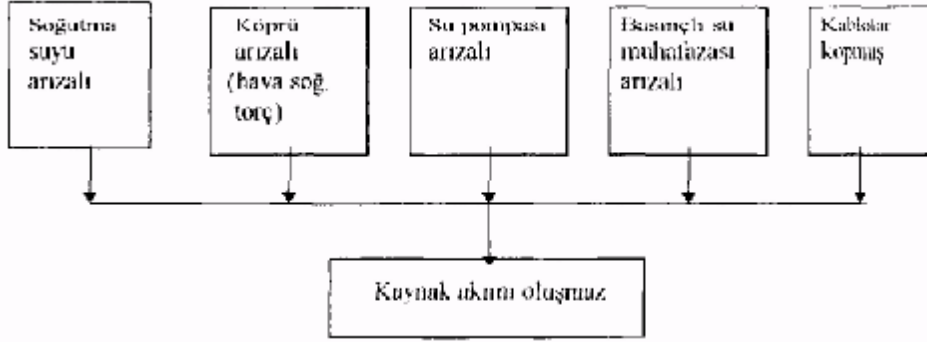 Soğutma
suyu
arızalı
Köprü
arızalı
(hava soğ.
torç)
Su pompası
arızalı
Basınçlı su
muhafazası
arızalı
Kablolar
kopmuş
Kaynak akımı oluşmaz